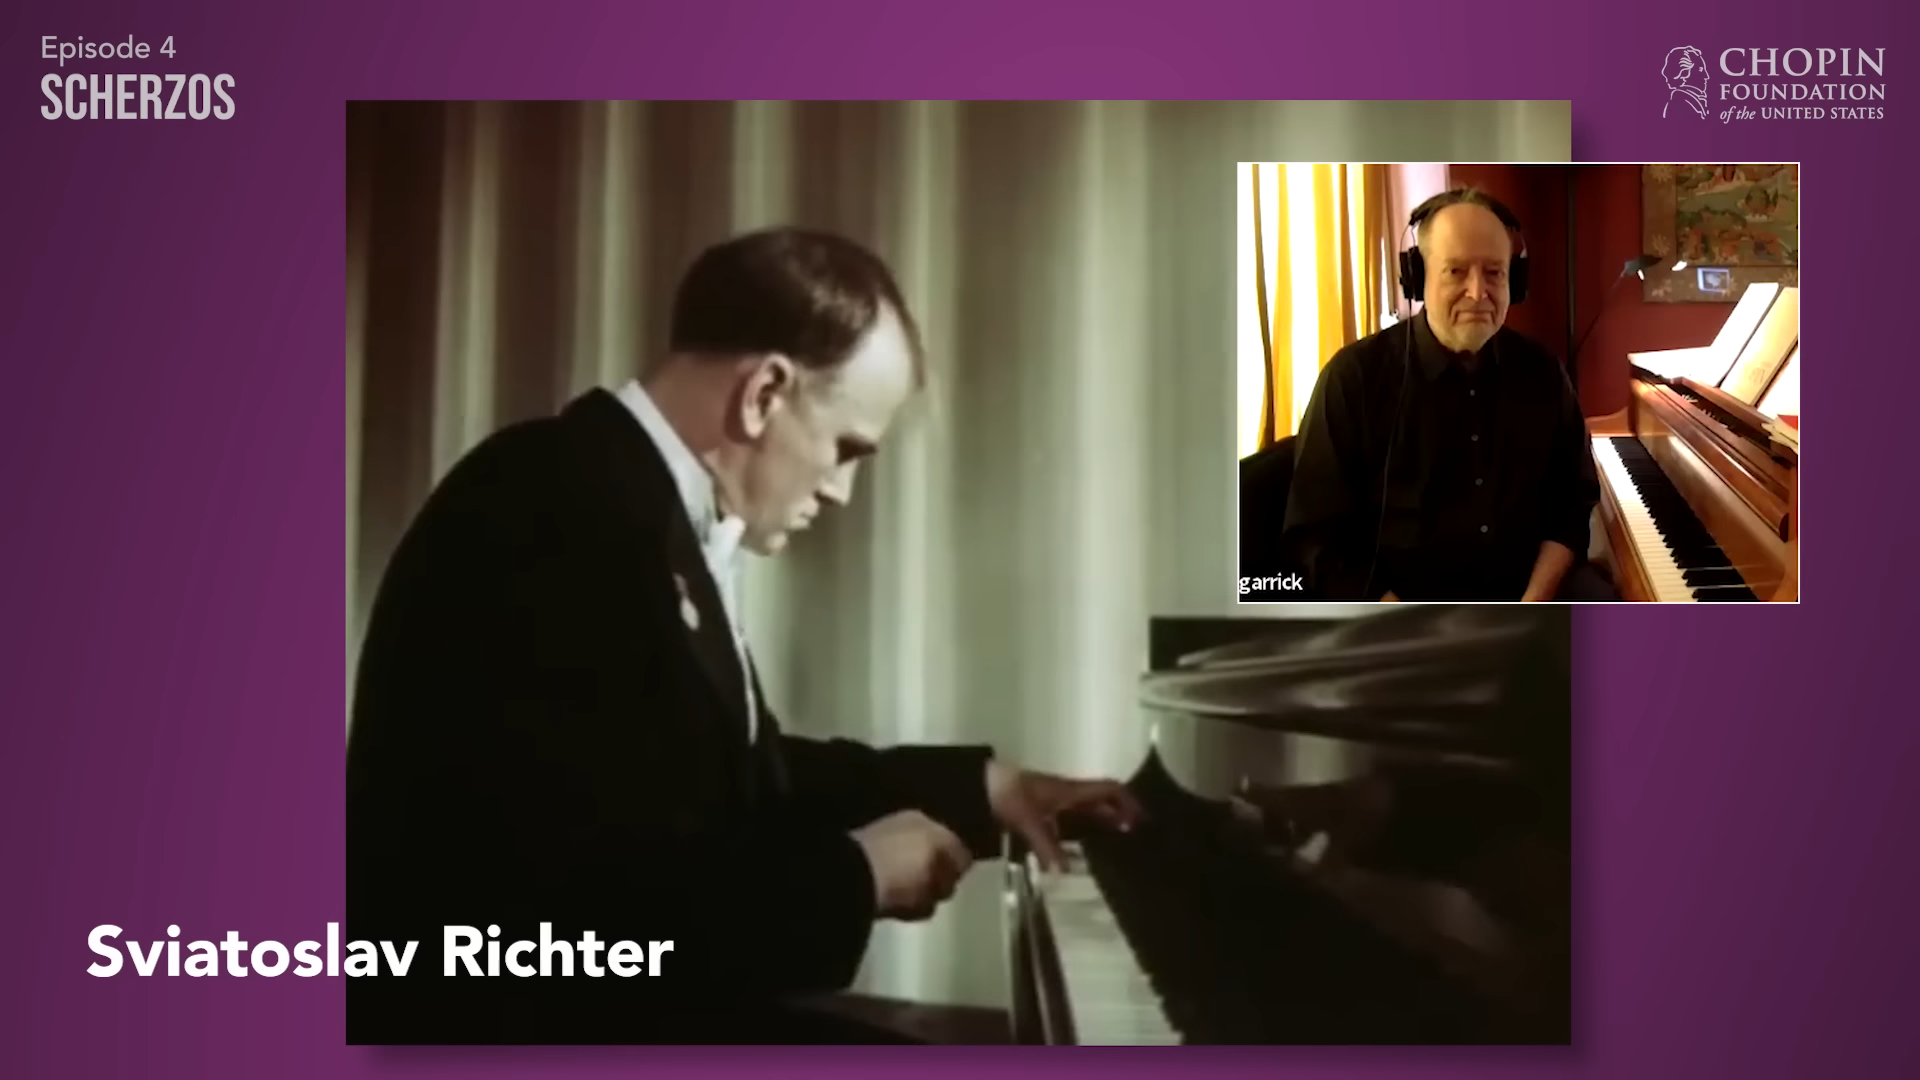 Episode 4
SCHERZOS
CHOPIN
FOUNDATION
of the UNITED STATES
garrick
Sviatoslav Richter